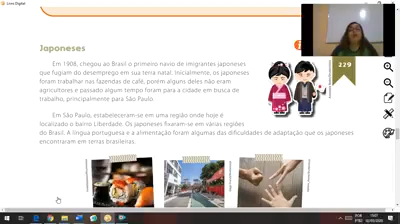 Livro Digital
Japoneses
Em 1908, chegou ao Brasil o primeiro navio de imigrantes japoneses
que fugiam do desemprego em sua terra natal. Inicialmente, os japoneses
foram trabalhar nas fazendas de café, porém alguns deles não eram
agricultores e passado algum tempo foram para a cidade em busca de
trabalho, principalmente para São Paulo.
229
Em São Paulo, estabeleceram-se em uma região onde hoje é
localizado o bairro Liberdade. Os japoneses fixaram-se em várias regiões
do Brasil. A língua portuguesa e a alimentação foram algumas das dificuldades de adaptação que os japoneses
encontraram em terras brasileiras.